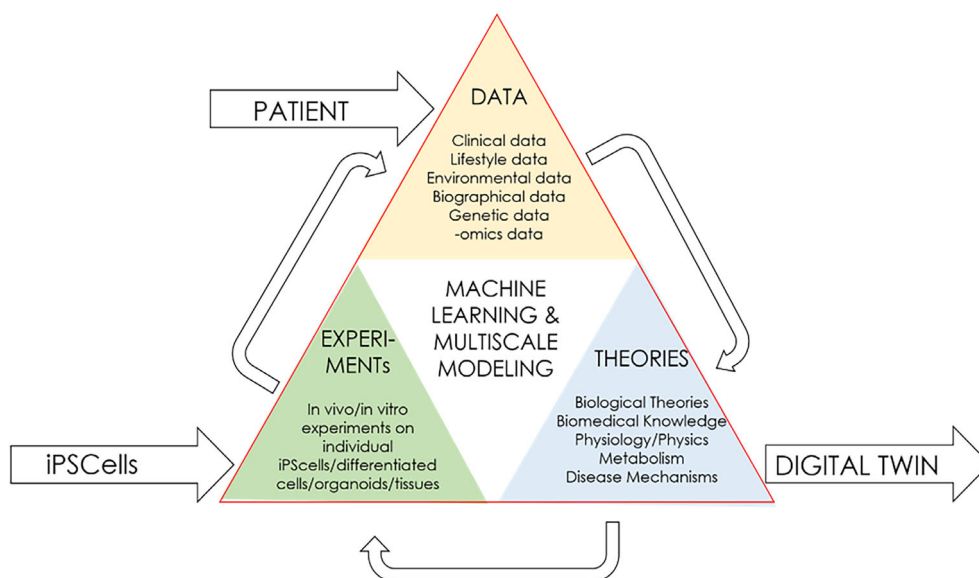 PATIENT
DATA
Clinical data
Lifestyle data
Environmental data
Biographical data
Genetic data
-omics data
MACHINE
LEARNING &
MULTISCALE
MODELING
EXPERI-
MENTs
In vivo/in vitro
experiments on
individual
iPScells/differentiated
cells/organoids/tissues
THEORIES
Biological Theories
Biomedical Knowledge
Physiology/Physics
Metabolism
Disease Mechanisms
iPSCells
DIGITAL TWIN